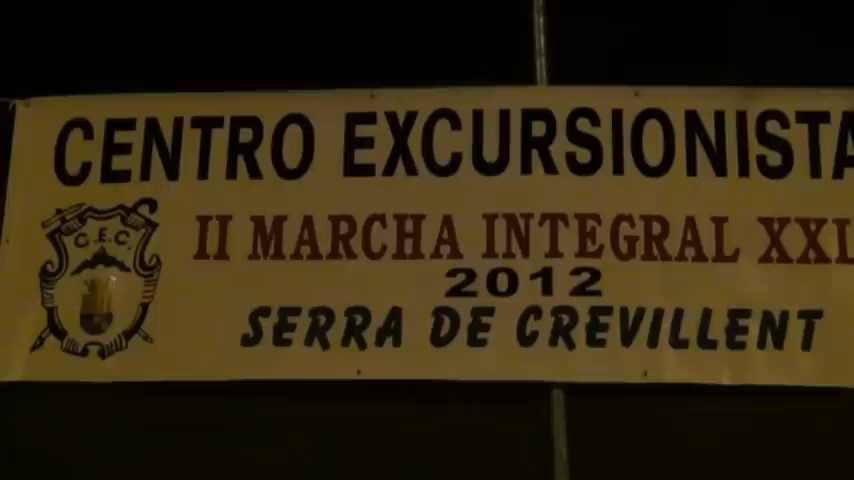 CENTRO EXCURSIONISTA
C.E.C.
II MARCHA INTEGRAL XXL
2012
SERRA DE CREVILLENT